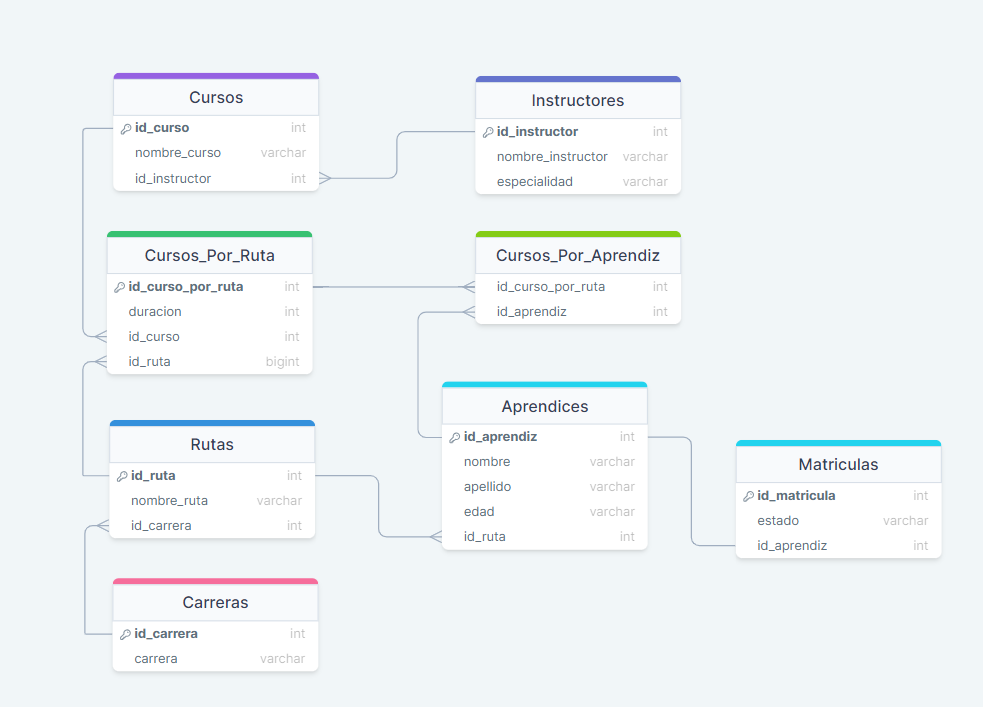 Cursos
id_curso int
nombre_curso varchar
id_instructor int
Instructores
id_instructor int
nombre_instructor varchar
especialidad varchar
Cursos_Por_Ruta
id_curso_por_ruta int
duracion int
id_curso int
id_ruta bigint
Cursos_Por_Aprendiz
id_curso_por_ruta int
id_aprendiz int
Rutas
id_ruta int
nombre_ruta varchar
id_carrera int
Aprendices
id_aprendiz int
nombre varchar
apellido varchar
edad varchar
id_ruta int
Matriculas
id_matricula int
estado varchar
id_aprendiz int
Carreras
id_carrera int
carrera varchar